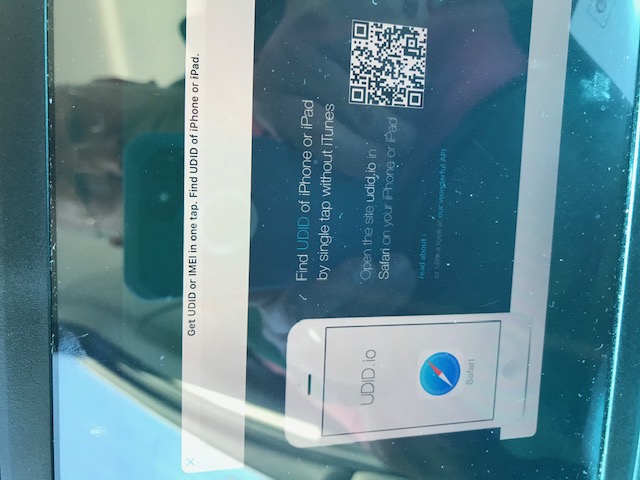 Get UDID or IMEI in one tap. Find UDID of iPhone or iPad.
Find UDID of iPhone or iPad
by single tap without iTunes
UDID.io
Open the site udid.io in
Safari on your iPhone or iPad
Safari
read about ›
or take a look at our wonderful API